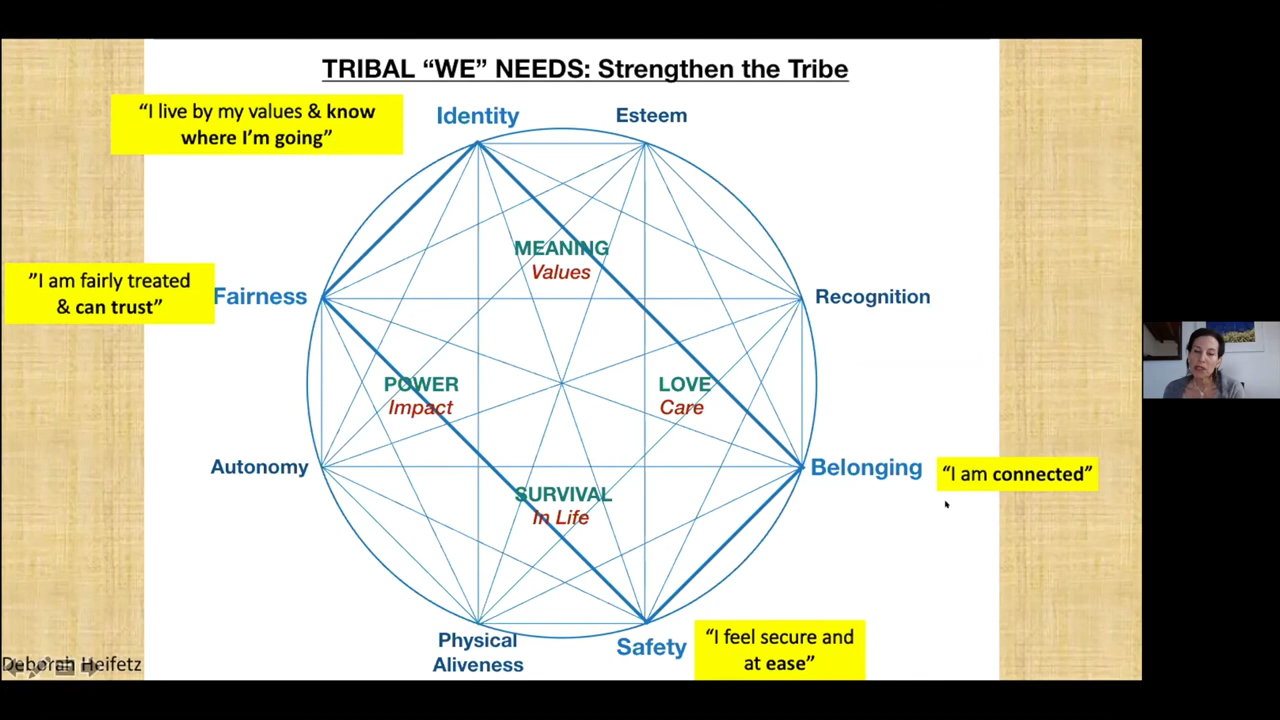 TRIBAL “WE” NEEDS: Strengthen the Tribe
“I live by my values & know
where I’m going”
Identity
Esteem
MEANING
Values
”I am fairly treated
& can trust”
Fairness
Recognition
POWER
Impact
LOVE
Care
Autonomy
Belonging
“I am connected”
SURVIVAL
In Life
Physical
Aliveness
Safety
“I feel secure and
at ease”
Deborah Heifetz